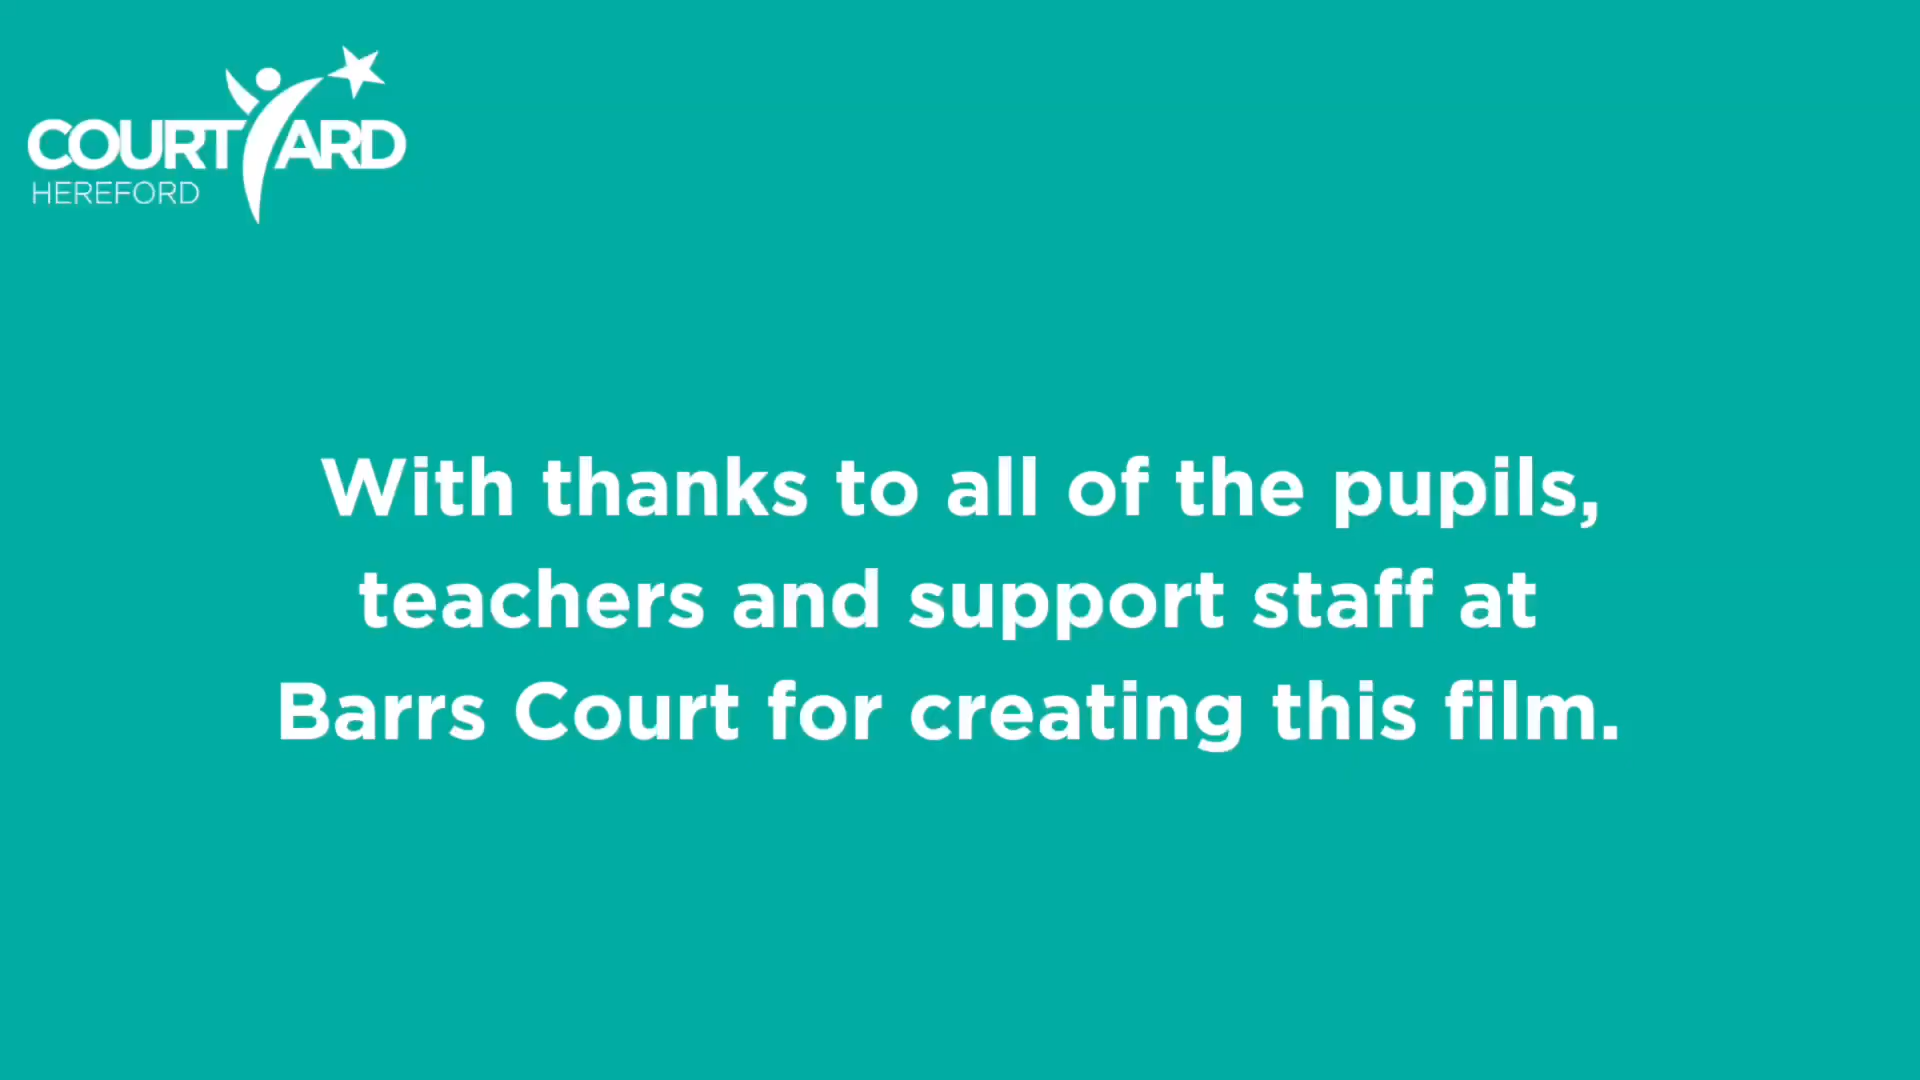 COURTYARD
HEREFORD
With thanks to all of the pupils,
teachers and support staff at
Barrs Court for creating this film.